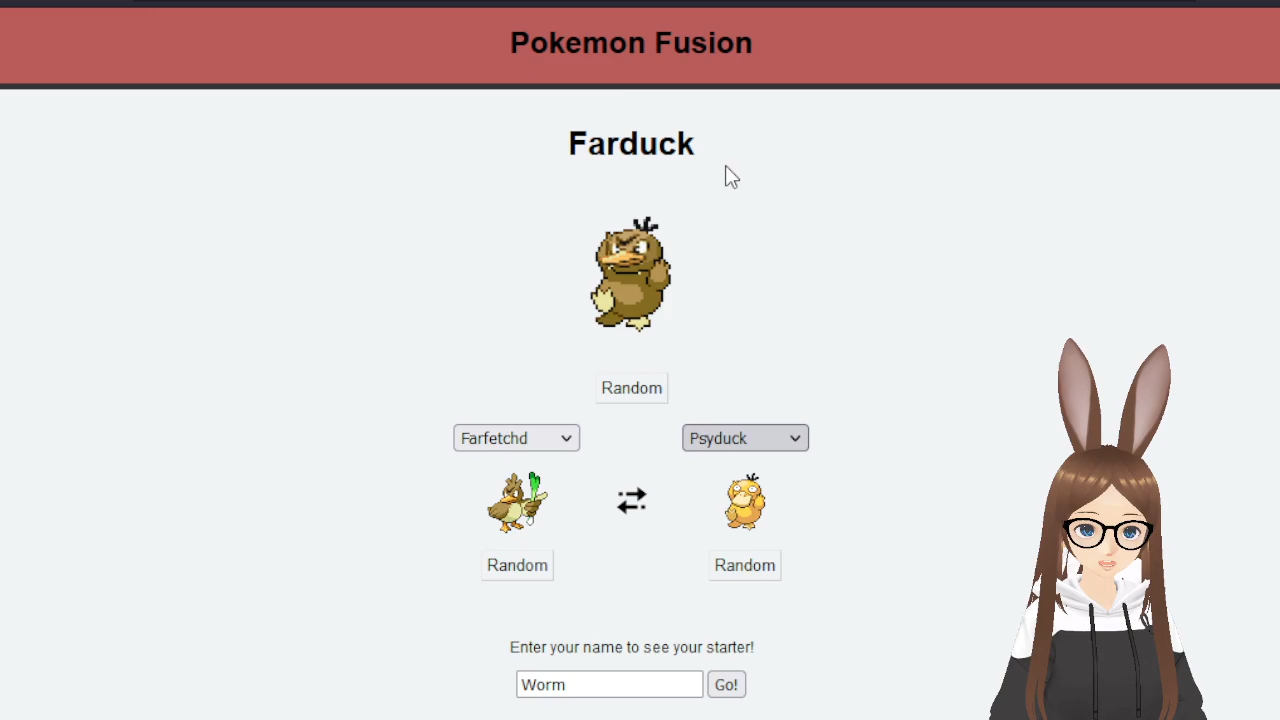 Pokemon Fusion
Farduck
Random
Farfetchd
Psyduck
Random
Random
Enter your name to see your starter!
Worm
Go!